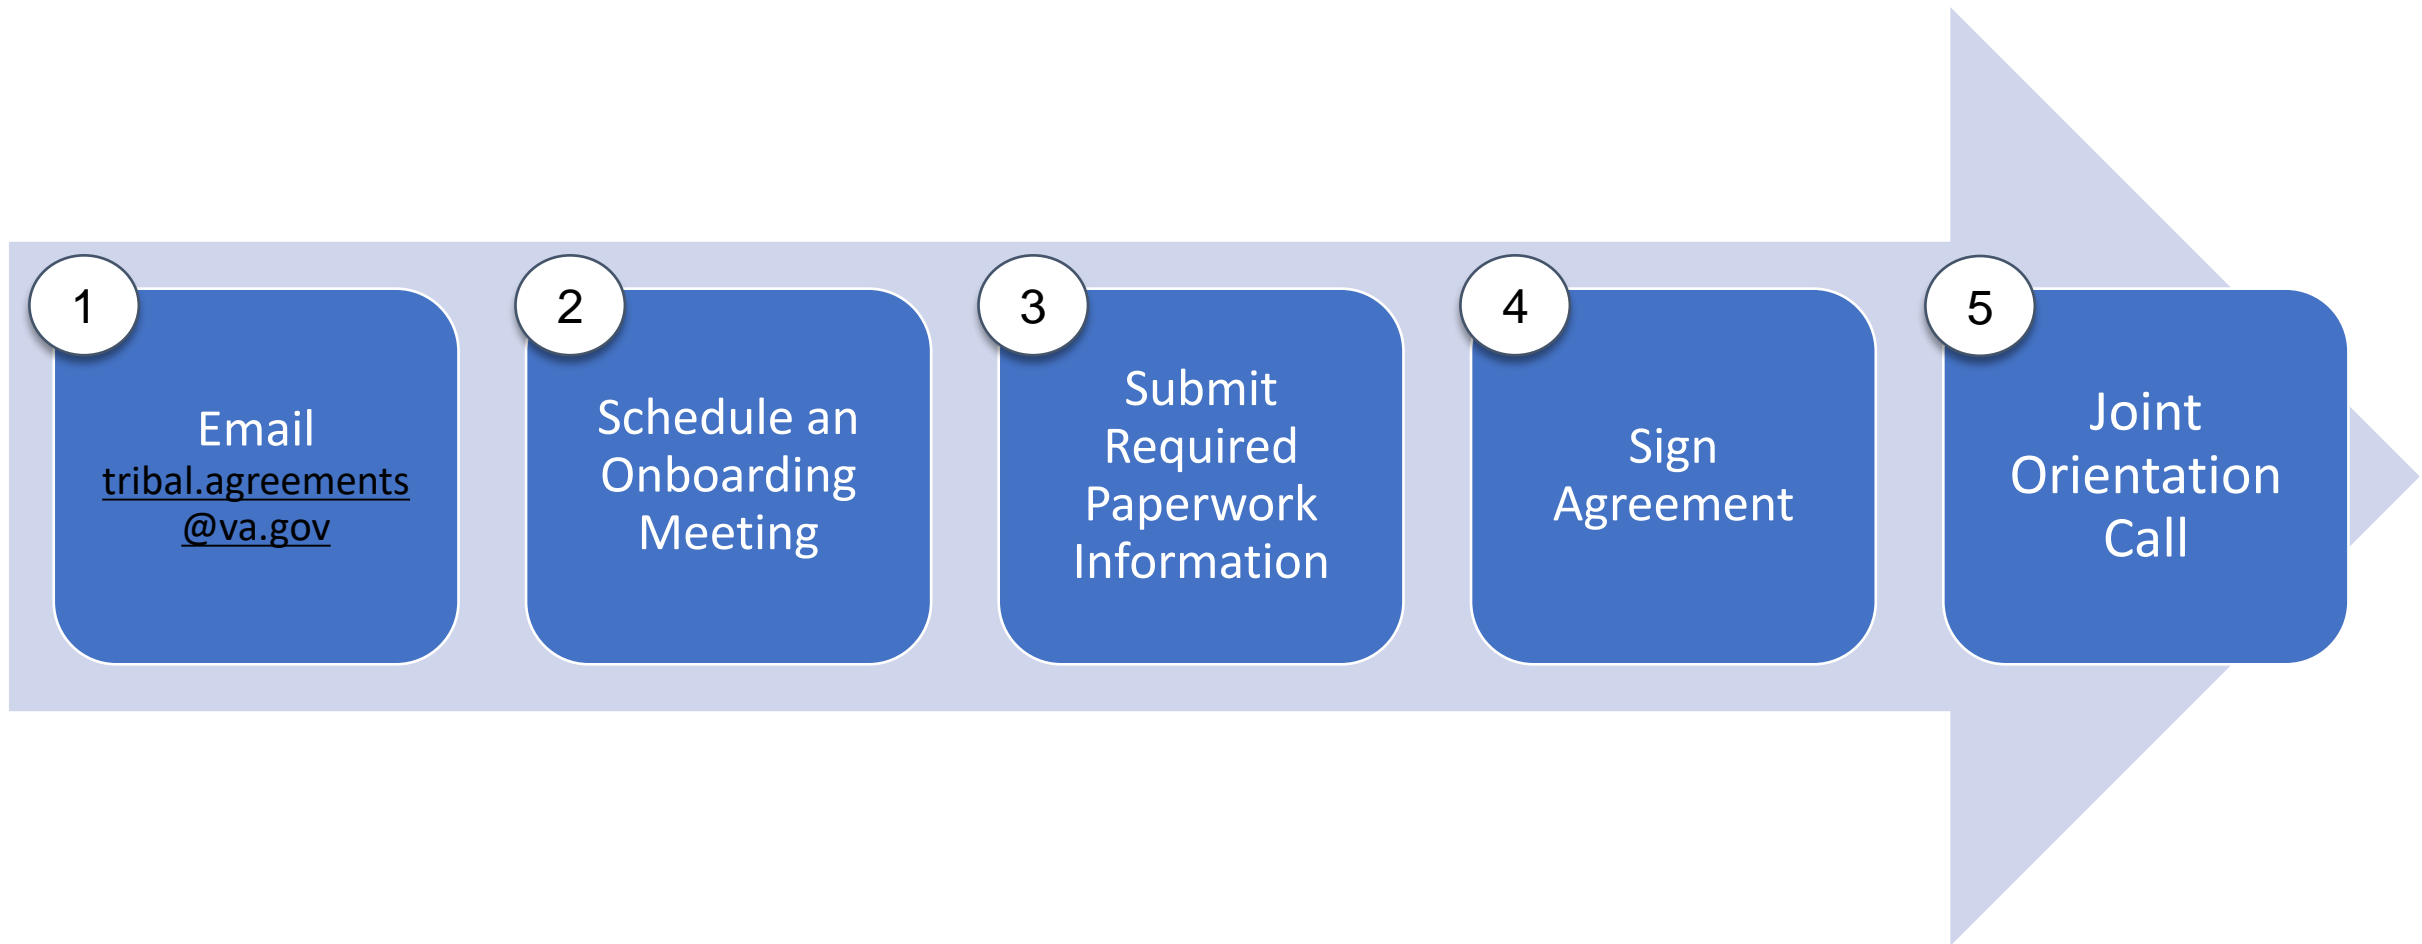 1
Email
tribal.agreements
@va.gov
2
Schedule an
Onboarding
Meeting
3
Submit
Required
Paperwork
Information
4
Sign
Agreement
5
Joint
Orientation
Call